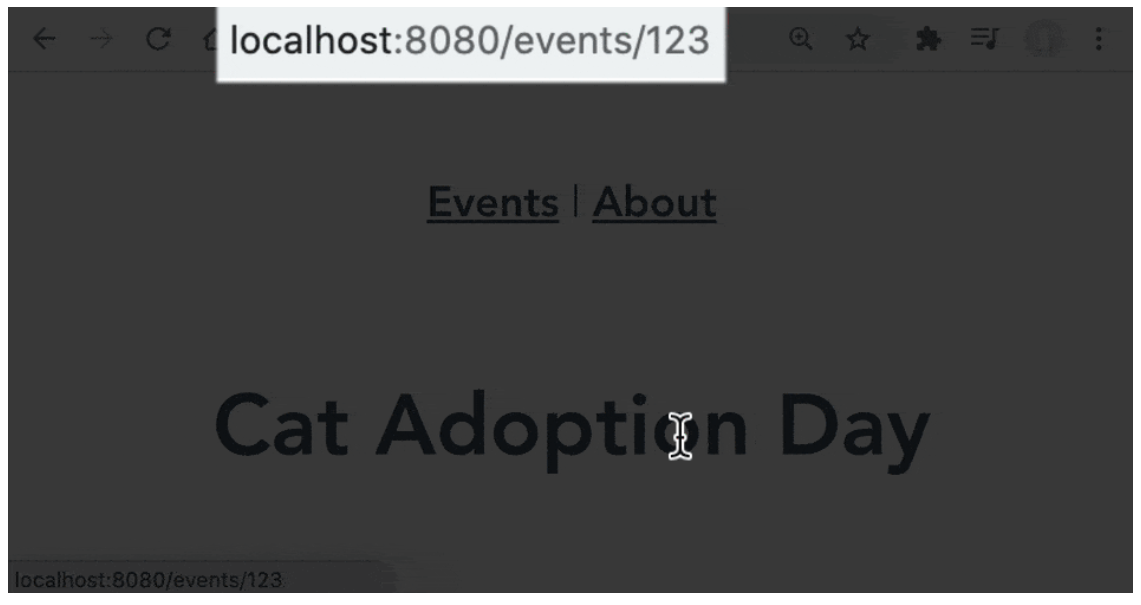 localhost:8080/events/123
Events | About
Cat Adoption Day
localhost:8080/events/123